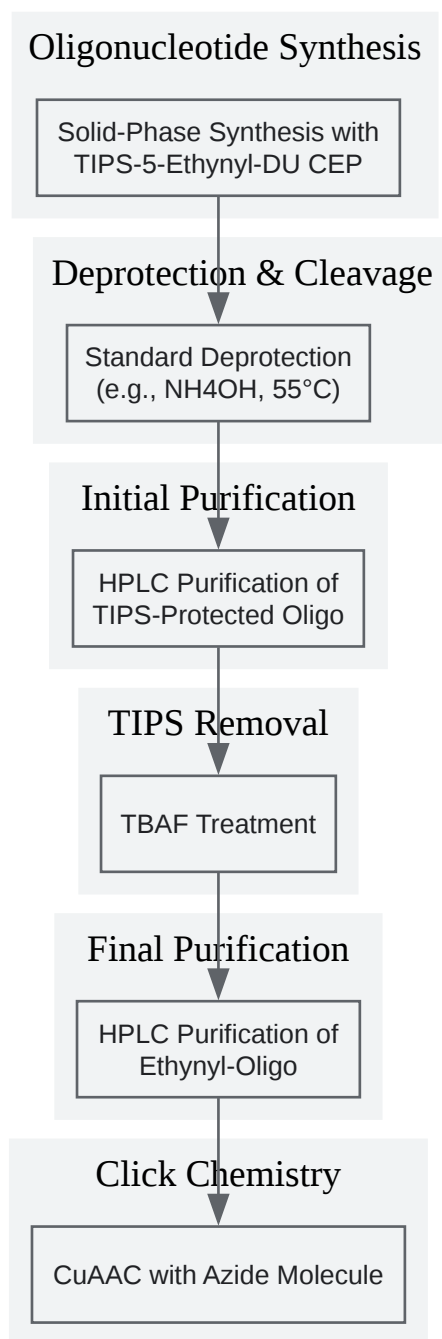 Oligonucleotide Synthesis
Solid-Phase Synthesis with
TIPS-5-Ethynyl-DU CEP
Deprotection & Cleavage
Standard Deprotection
(e.g., NH4OH, 55°C)
Initial Purification
HPLC Purification of
TIPS-Protected Oligo
TIPS Removal
TBAF Treatment
Final Purification
HPLC Purification of
Ethynyl-Oligo
Click Chemistry
CuAAC with Azide Molecule